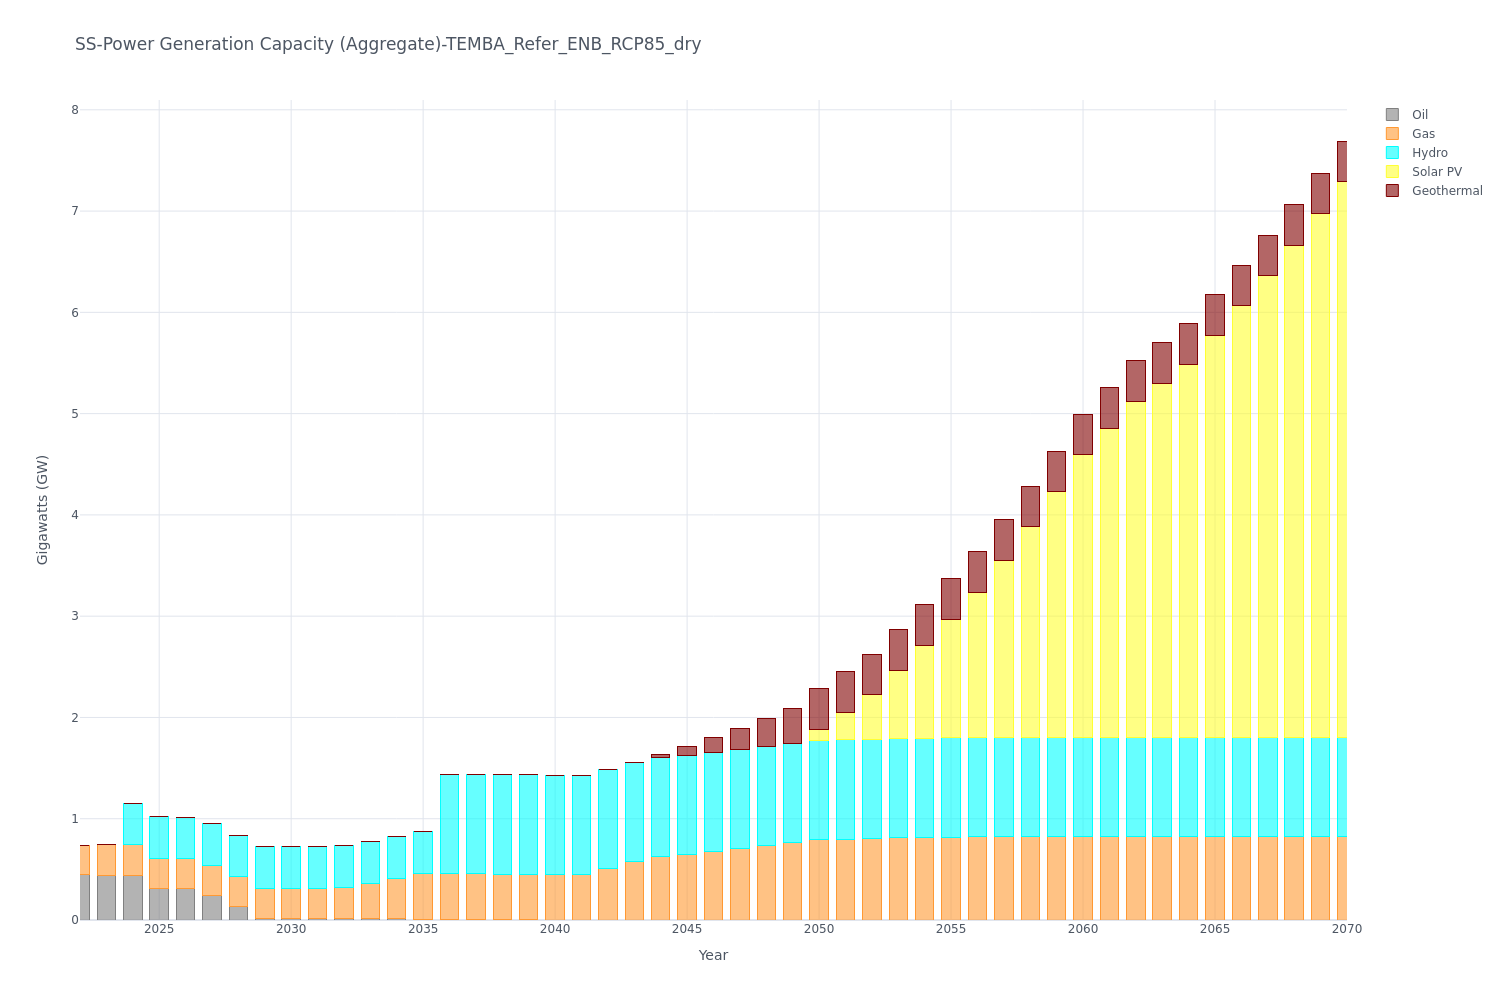 SS-Power Generation Capacity (Aggregate)-TEMBA_Refer_ENB_RCP85_dry
Oil
Gas
Hydro
Solar PV
Geothermal
Gigawatts (GW)
8
7
6
5
4
3
2
1
0
2025 2030 2035 2040 2045 2050 2055 2060 2065 2070
Year